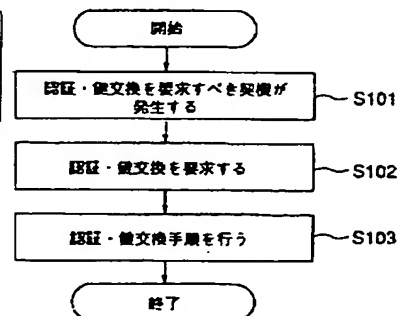 開始
認証・鍵交換を要求すべき契機が
発生する
S101
認証・鍵交換を要求する
S102
認証・鍵交換手順を行う
S103
終了